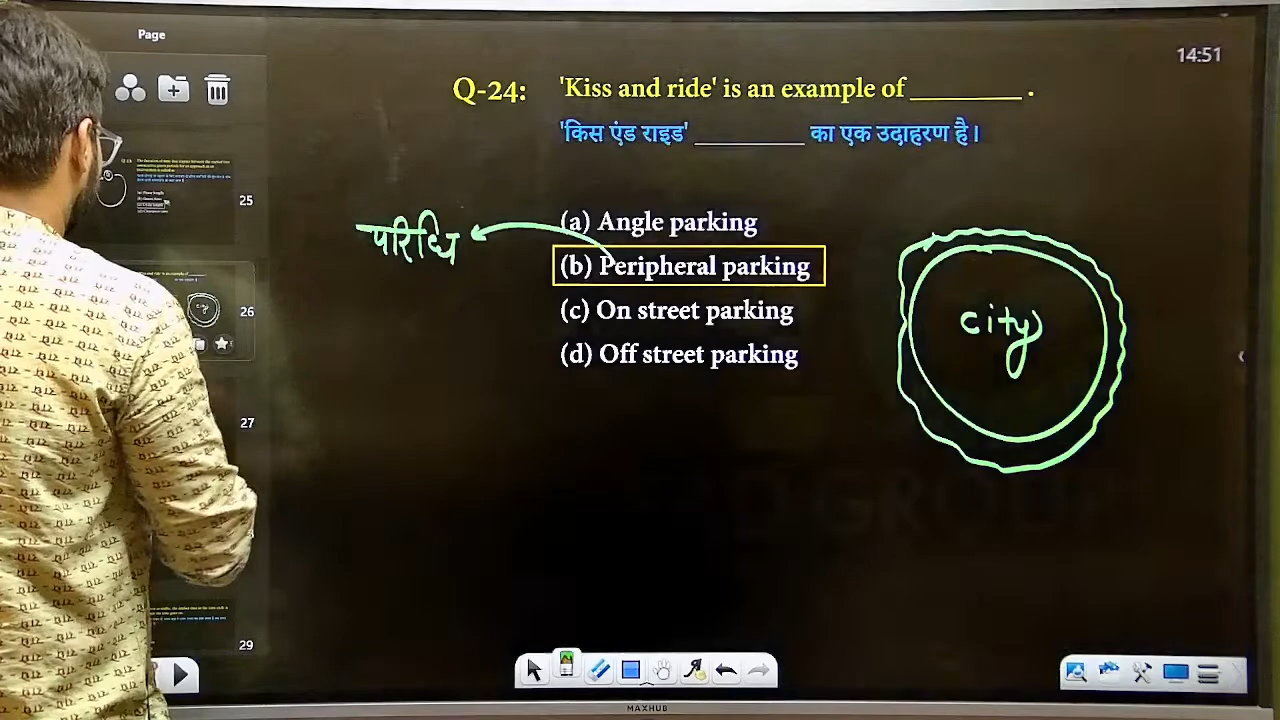 Page
14:51
Q-24: 'Kiss and ride' is an example of ________ .
'किस एंड राइड' ________ का एक उदाहरण है।
25
परिधि
(a) Angle parking
(b) Peripheral parking
(c) On street parking
(d) Off street parking
city
26
27
29
MAXHUB